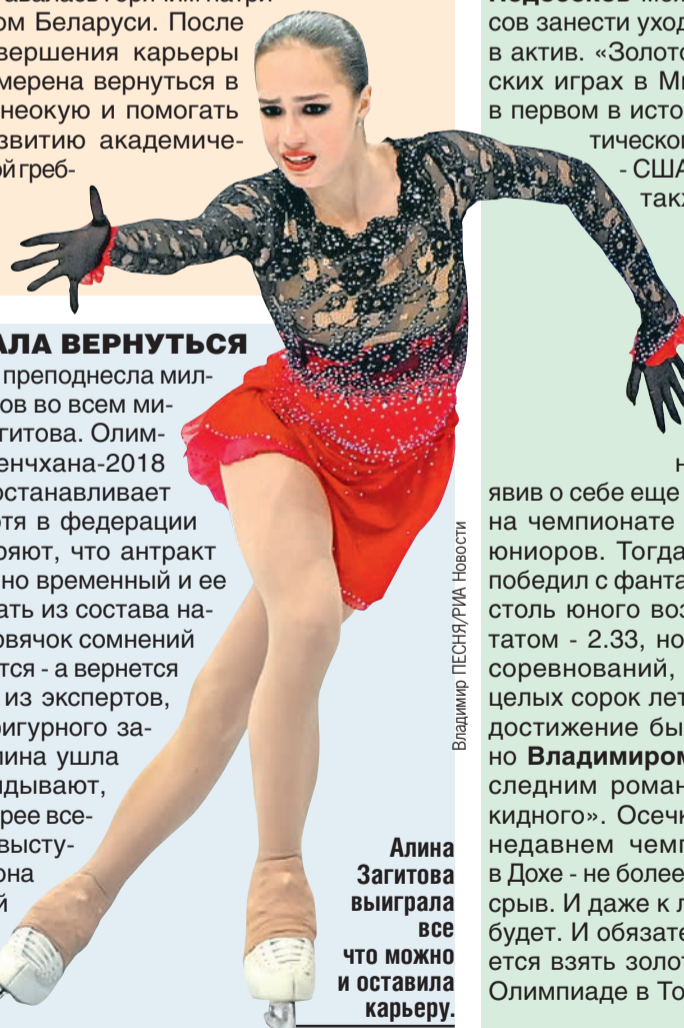 ом Беларуси. После
вершения карьеры
мерена вернуться в
неокую и помогать
звитию академиче-
ой греб-
АЛА ВЕРНУТЬСЯ
преподнесла мил-
ов во всем ми-
гитова. Олим-
енчхана-2018
останавливает
отя в федерации
ряют, что антракт
но временный и ее
ать из состава на-
овячок сомнений
тся - а вернется
из экспертов,
игурного за-
лина ушла
дывают,
рее все-
высту-
она
й
Владимир ПЕСНЯ/РИА Новости
Алина
Загитова
выиграла
все
что можно
и оставила
карьеру.
сов занести уход
в актив. «Золото
ских играх в Ми
в первом в исто
тическом
- США
так
н
явив о себе еще
на чемпионате
юниоров. Тогда
победил с фанта
столь юного воз
татом - 2.33, но
соревнований,
целых сорок лет
достижение бы
но Владимиром
следним роман
кидного». Осечк
недавнем чемп
в Дохе - не более
срыв. И даже к л
будет. И обязате
ется взять золот
Олимпиаде в То